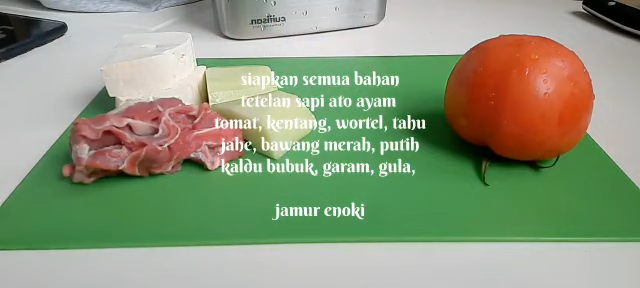 cuitisan
siapkan semua bahan
tetelan sapi ato ayam
tomat, kentang, wortel, tahu
jahe, bawang merah, putih
kaldu bubuk, garam, gula,
jamur enoki